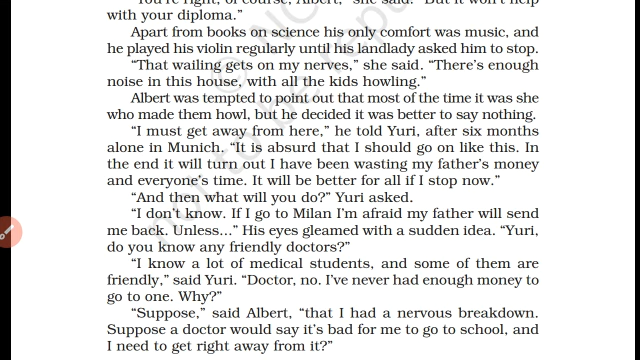 "You're right, of course, Albert," she said. "But it won't help
with your diploma."
Apart from books on science his only comfort was music, and
he played his violin regularly until his landlady asked him to stop.
"That wailing gets on my nerves," she said. "There's enough
noise in this house, with all the kids howling."
Albert was tempted to point out that most of the time it was she
who made them howl, but he decided it was better to say nothing.
"I must get away from here," he told Yuri, after six months
alone in Munich. "It is absurd that I should go on like this. In
the end it will turn out I have been wasting my father's money
and everyone's time. It will be better for all if I stop now."
"And then what will you do?" Yuri asked.
"I don't know. If I go to Milan I'm afraid my father will send
me back. Unless..." His eyes gleamed with a sudden idea. "Yuri,
do you know any friendly doctors?"
"I know a lot of medical students, and some of them are
friendly," said Yuri. "Doctor, no. I've never had enough money to
go to one. Why?"
"Suppose," said Albert, "that I had a nervous breakdown.
Suppose a doctor would say it's bad for me to go to school, and
I need to get right away from it?"